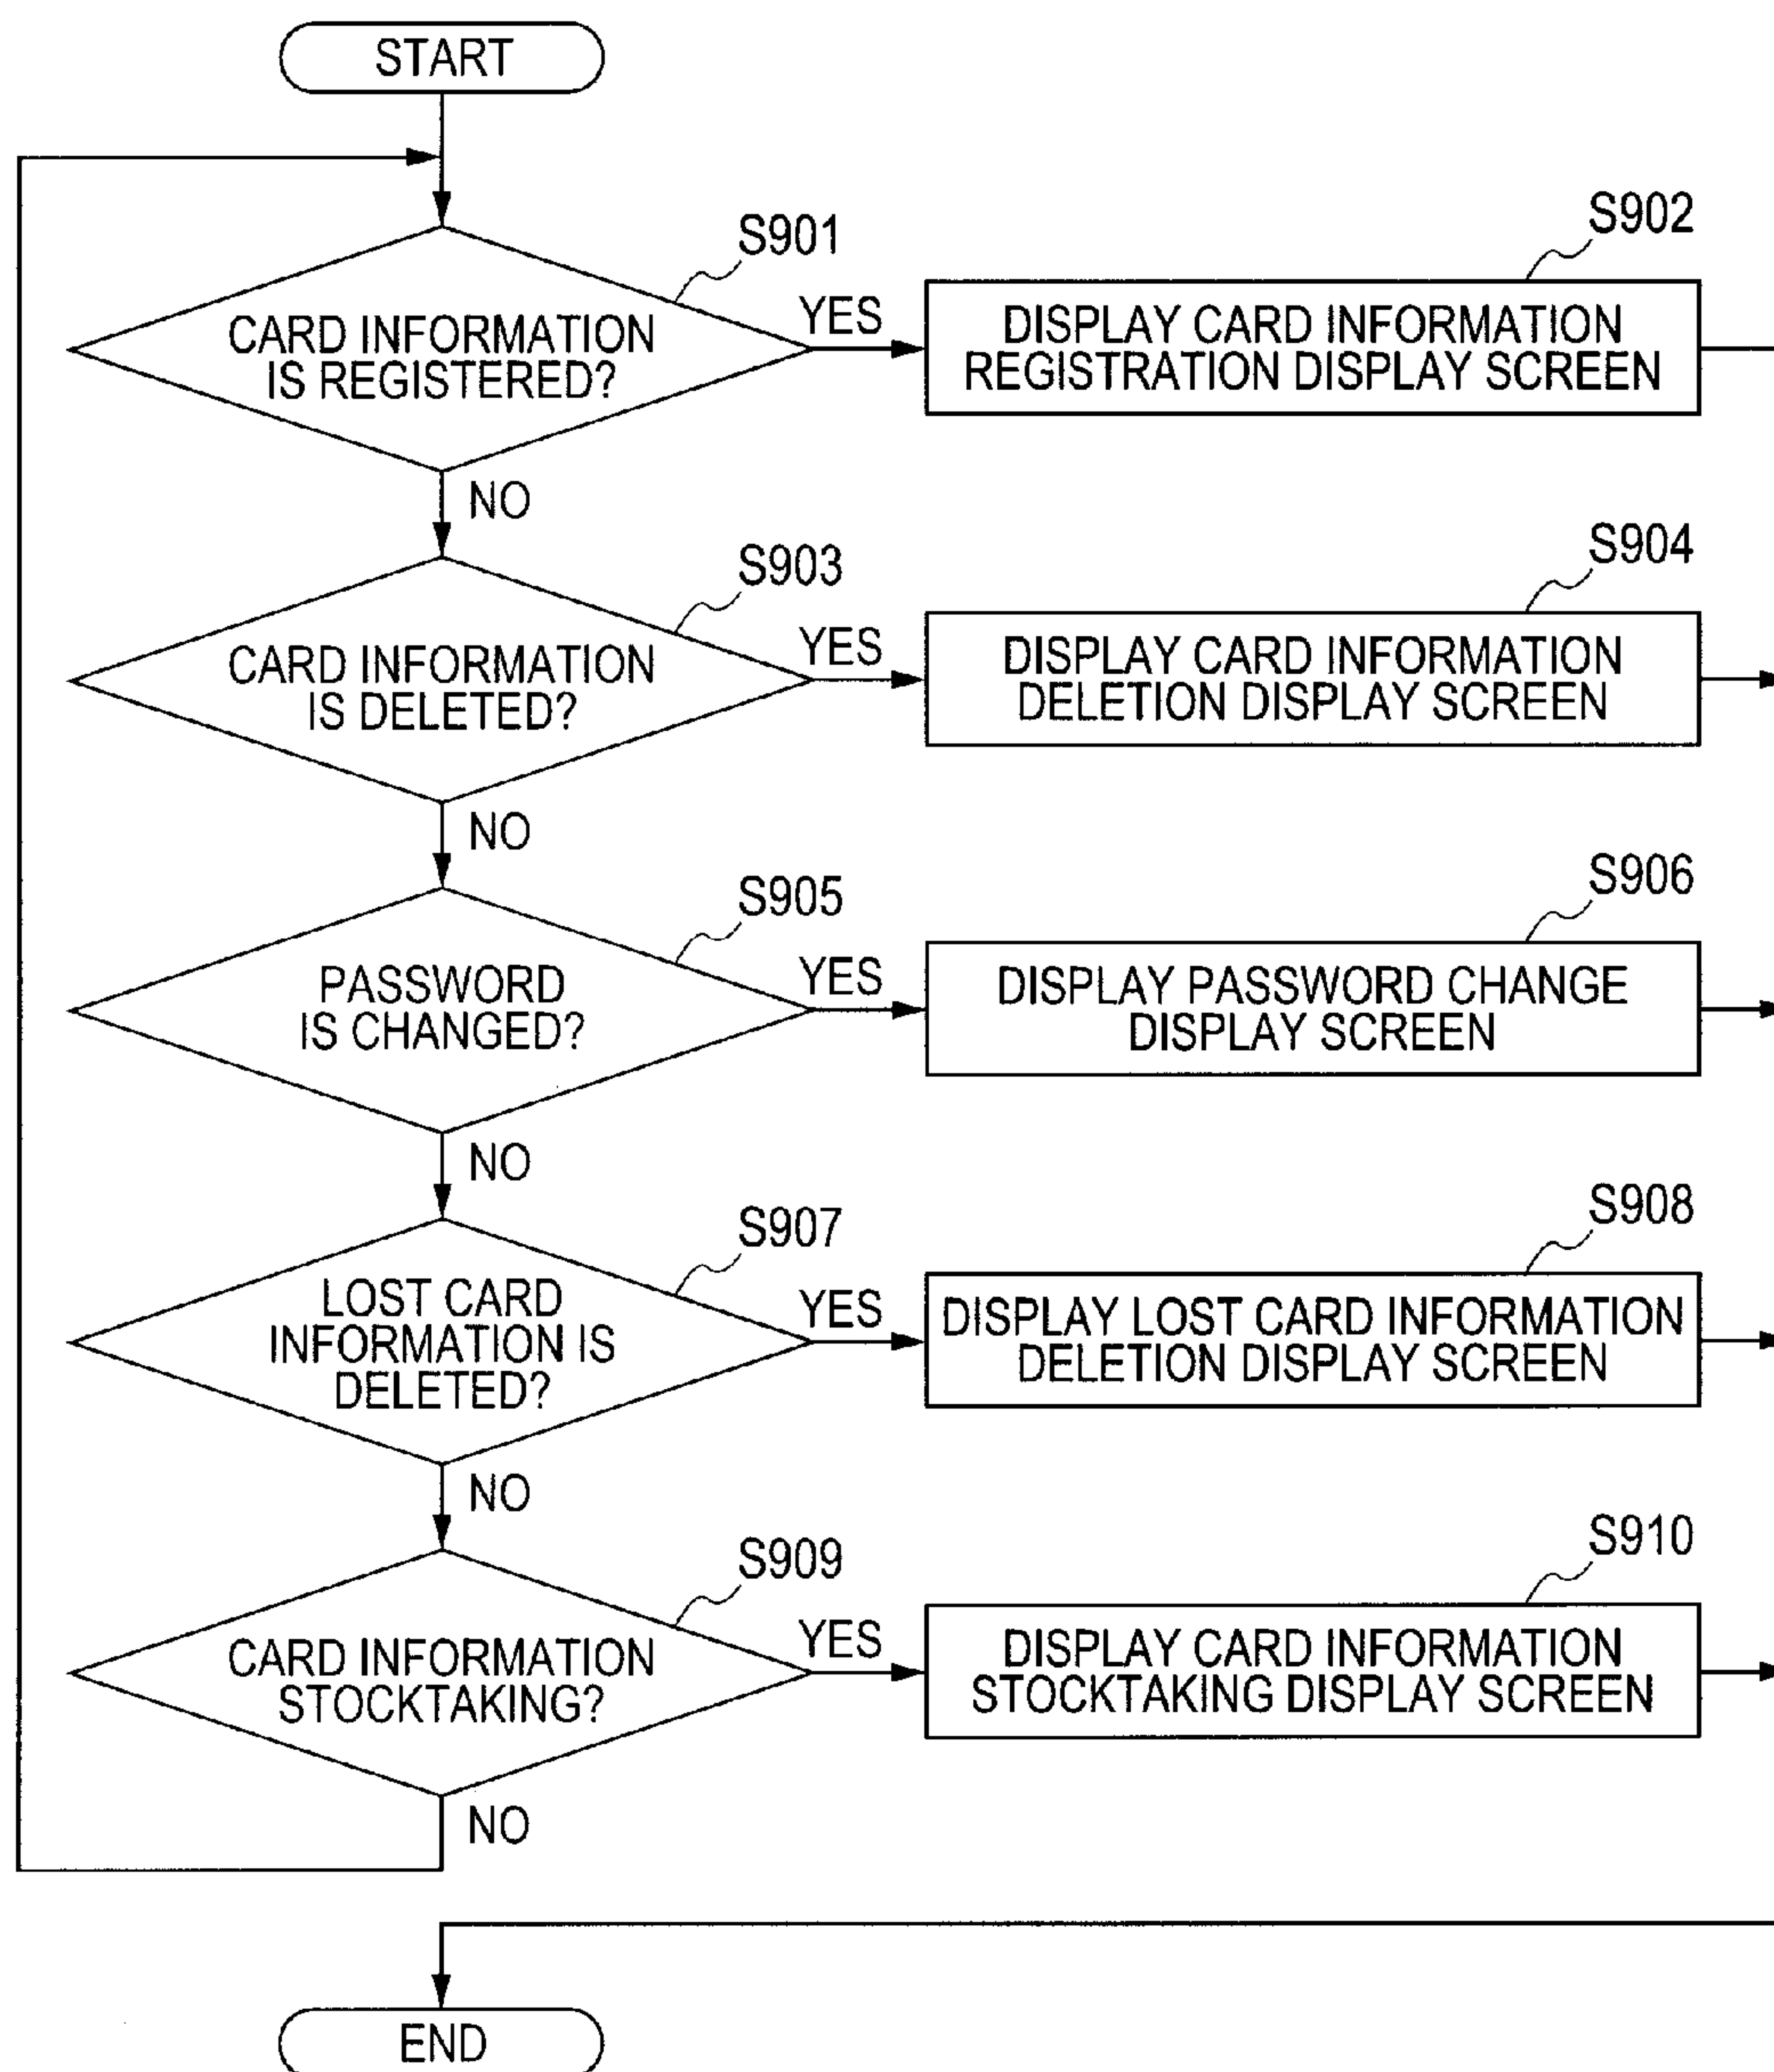 START
S901
CARD INFORMATION
IS REGISTERED?
YES
S902
DISPLAY CARD INFORMATION
REGISTRATION DISPLAY SCREEN
NO
S903
CARD INFORMATION
IS DELETED?
YES
S904
DISPLAY CARD INFORMATION
DELETION DISPLAY SCREEN
NO
S905
PASSWORD
IS CHANGED?
YES
S906
DISPLAY PASSWORD CHANGE
DISPLAY SCREEN
NO
S907
LOST CARD
INFORMATION IS
DELETED?
YES
S908
DISPLAY LOST CARD INFORMATION
DELETION DISPLAY SCREEN
NO
S909
CARD INFORMATION
STOCKTAKING?
YES
S910
DISPLAY CARD INFORMATION
STOCKTAKING DISPLAY SCREEN
NO
END